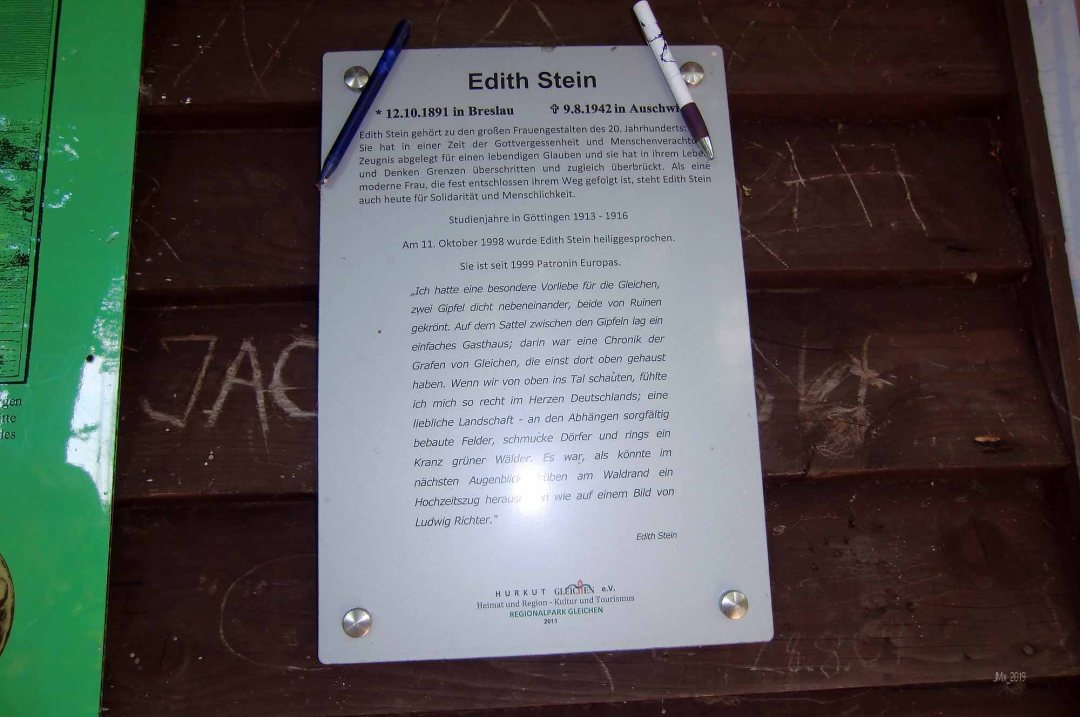 Edith Stein
* 12.10.1891 in Breslau ✞ 9.8.1942 in
Edith Stein gehört zu den großen Frauengestalten des 20. Jahrhunderts:
Sie hat in einer Zeit der Gottvergessenheit und
Zeugnis abgelegt für einen lebendigen Glauben und sie hat in ihrem
und Denken Grenzen überschritten und zugleich überbrückt. Als eine
moderne Frau, die fest entschlossen ihrem Weg gefolgt ist, steht Edith Stein
auch heute für Solidarität und Menschlichkeit.
Studienjahre in Göttingen 1913 - 1916
Am 11. Oktober 1998 wurde Edith Stein heiliggesprochen.
Sie ist seit 1999 Patronin Europas.
„Ich hatte eine besondere Vorliebe für die Gleichen,
zwei Gipfel dicht nebeneinander, beide von Ruinen
gekrönt. Auf dem Sattel zwischen den Gipfeln lag ein
einfaches Gasthaus; darin war eine Chronik der
Grafen von Gleichen, die einst dort oben gehaust
haben. Wenn wir von oben ins Tal schauten, fühlte
ich mich so recht im Herzen Deutschlands; eine
liebliche Landschaft - an den Abhängen sorgfältig
bebaute Felder, schmucke Dörfer und rings ein
Kranz grüner Wälder. Es war, als könnte im
nächsten Augenblick drüben am Waldrand ein
Hochzeitszug wie auf einem Bild von
Ludwig Richter."
Edith Stein
HURKUT GLEICHEN e.V.
Heimat und Region - Kultur und Tourismus
REGIONALPARK GLEICHEN
2011
JMx_2019